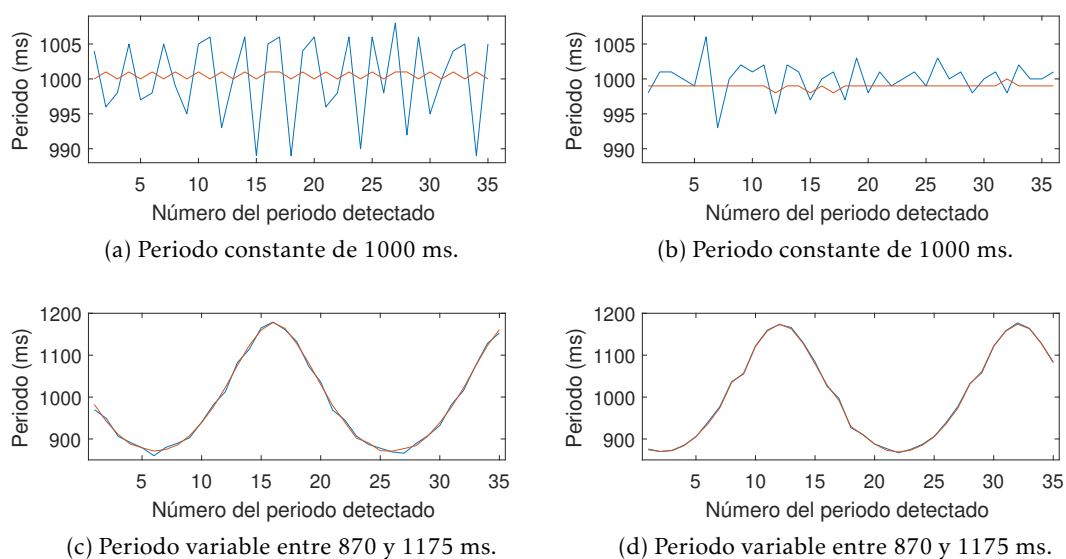 Periodo (ms)
1005
1000
995
990
5 10 15 20 25 30 35
Número del periodo detectado
(a) Periodo constante de 1000 ms.
Periodo (ms)
1005
1000
995
990
5 10 15 20 25 30 35
Número del periodo detectado
(b) Periodo constante de 1000 ms.
Periodo (ms)
1200
1100
1000
900
5 10 15 20 25 30 35
Número del periodo detectado
(c) Periodo variable entre 870 y 1175 ms.
Periodo (ms)
1200
1100
1000
900
5 10 15 20 25 30 35
Número del periodo detectado
(d) Periodo variable entre 870 y 1175 ms.